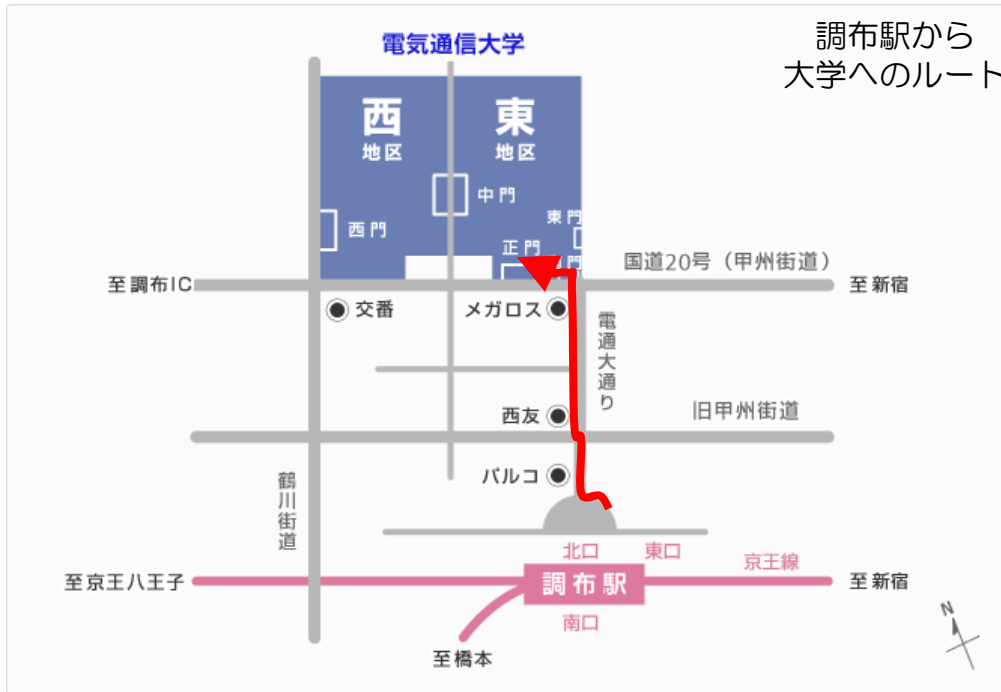 調布駅から
大学へのルート
電気通信大学
西
地区
東
地区
中門
東門
西門
正門
門
国道20号（甲州街道）
至調布IC
至新宿
交番
メガロス
電通大通り
西友
旧甲州街道
パルコ
鶴川街道
北口
東口
京王線
至京王八王子
調布駅
至新宿
南口
至橋本
N